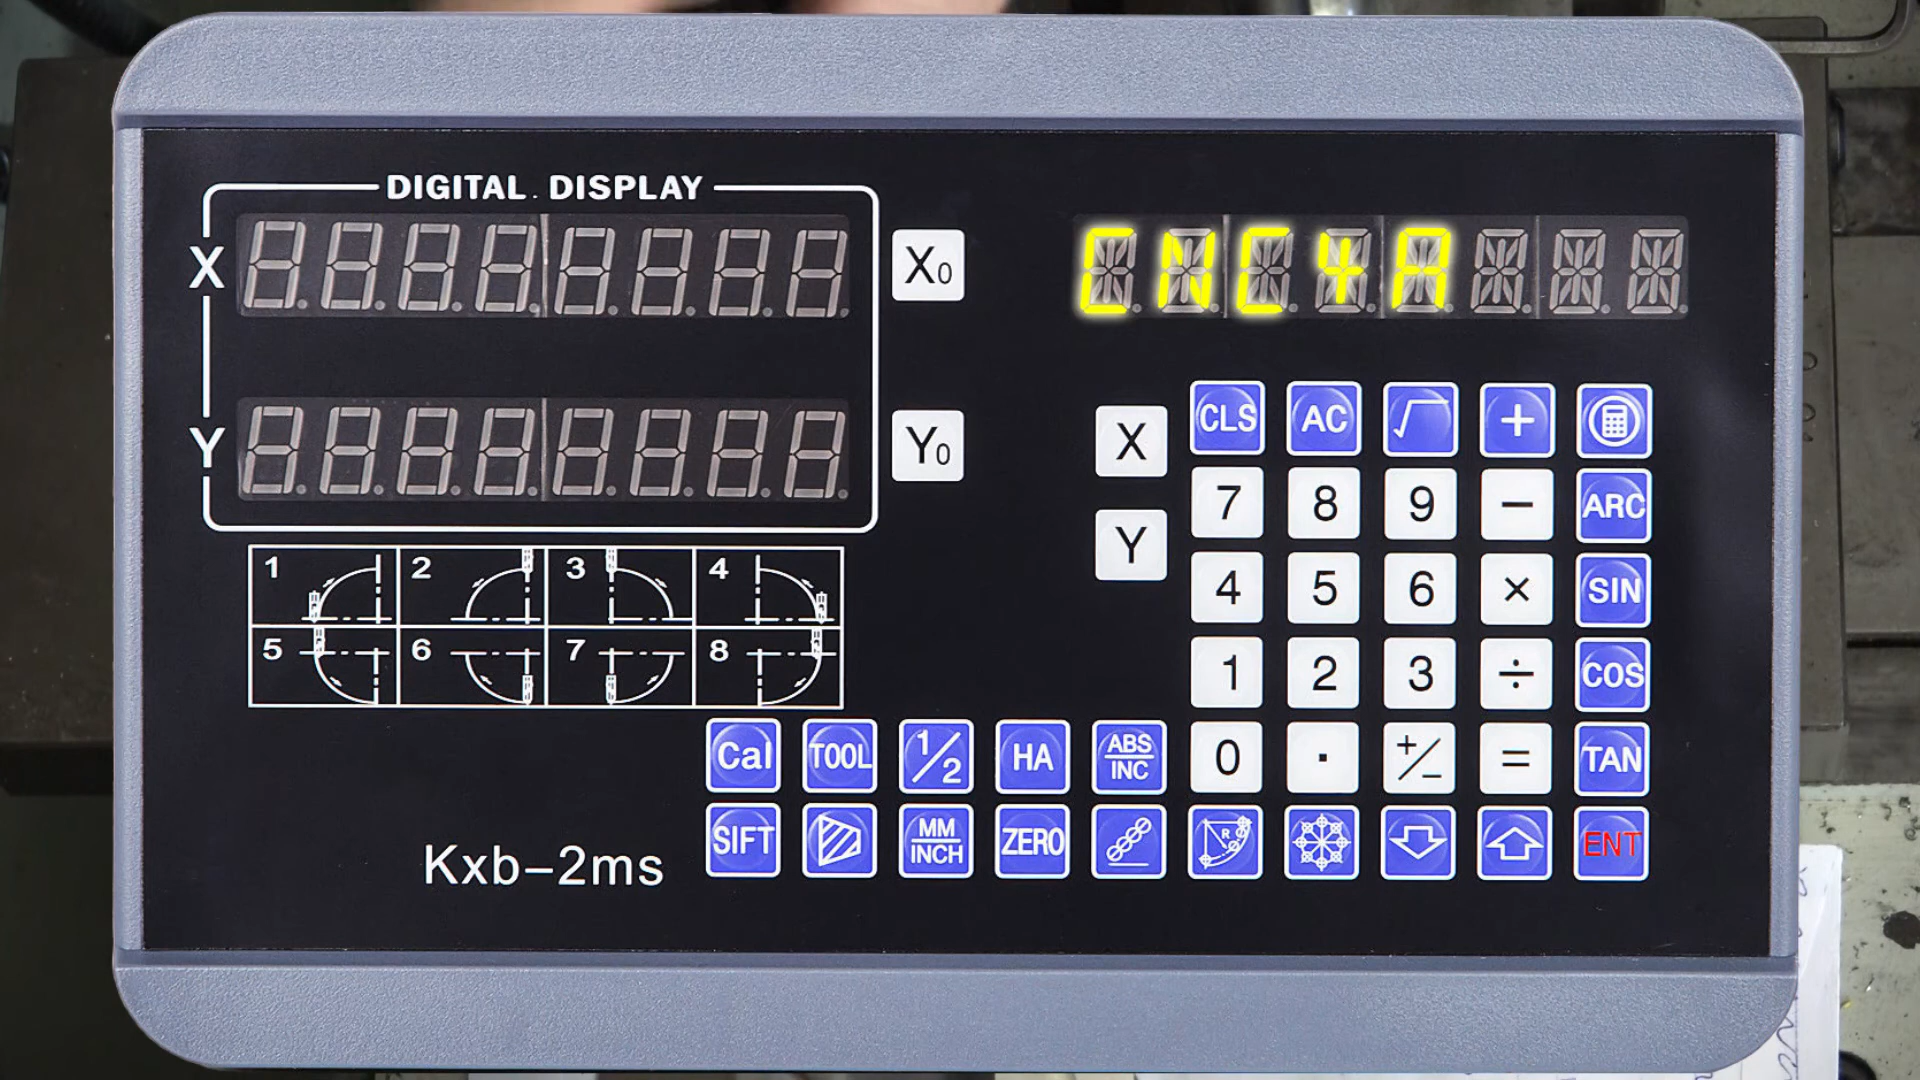 DIGITAL. DISPLAY
X
X0
CNC4A
Y
Y0
X
Y
CLS AC √ +
7 8 9 − ARC
4 5 6 × SIN
1 2 3 ÷ COS
0 · +/− = TAN
1 2 3 4
5 6 7 8
Cal TOOL 1/2 HA ABS/INC
SIFT MM/INCH ZERO R ENT
Kxb-2ms